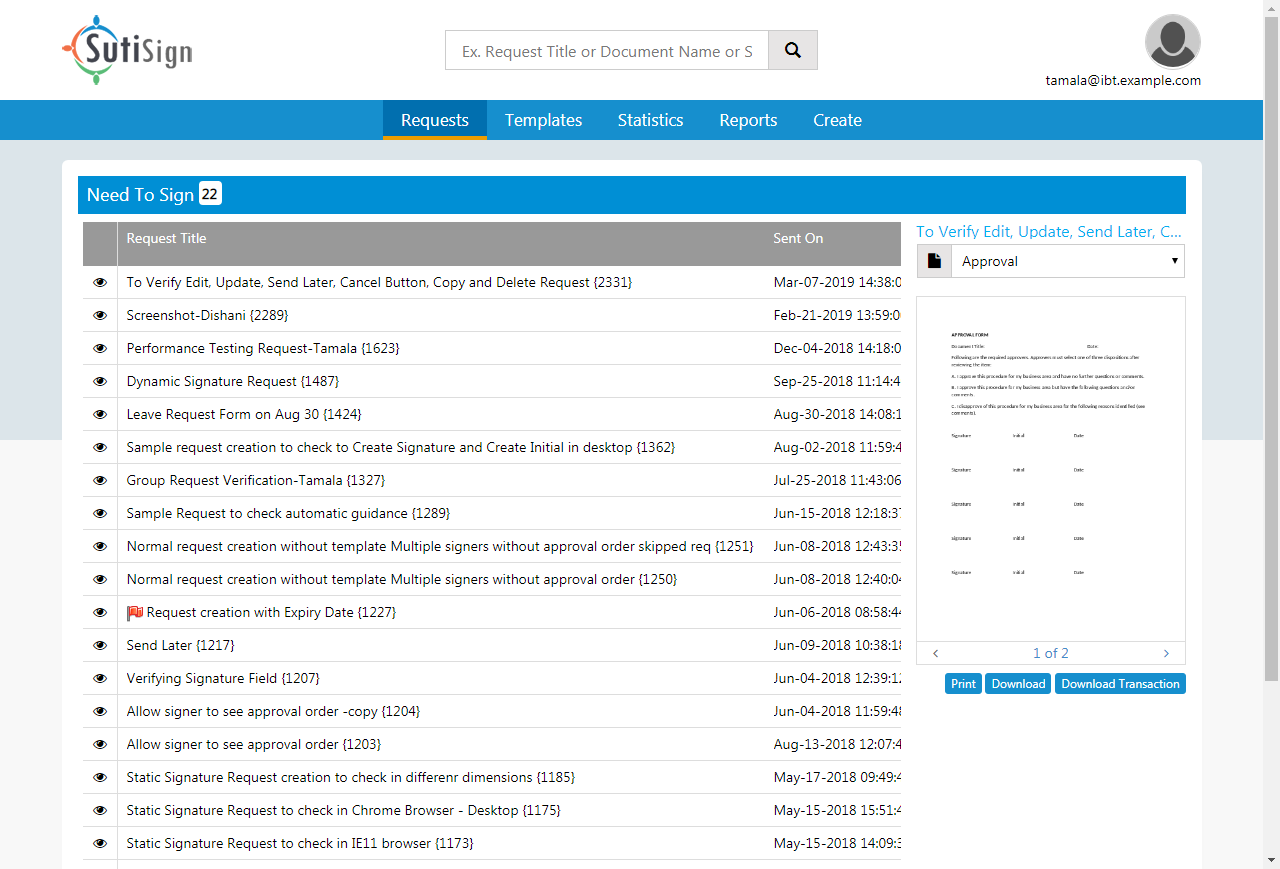 SutiSign
Ex. Request Title or Document Name or S
tamala@ibt.example.com
Requests Templates Statistics Reports Create
Need To Sign 22
Request Title Sent On
To Verify Edit, Update, Send Later, Cancel Button, Copy and Delete Request {2331} Mar-07-2019 14:38:0
Screenshot-Dishani {2289} Feb-21-2019 13:59:0
Performance Testing Request-Tamala {1623} Dec-04-2018 14:18:0
Dynamic Signature Request {1487} Sep-25-2018 11:14:4
Leave Request Form on Aug 30 {1424} Aug-30-2018 14:08:1
Sample request creation to check to Create Signature and Create Initial in desktop {1362} Aug-02-2018 11:59:4
Group Request Verification-Tamala {1327} Jul-25-2018 11:43:06
Sample Request to check automatic guidance {1289} Jun-15-2018 12:18:37
Normal request creation without template Multiple signers without approval order skipped req {1251} Jun-08-2018 12:43:35
Normal request creation without template Multiple signers without approval order {1250} Jun-08-2018 12:40:04
Request creation with Expiry Date {1227} Jun-06-2018 08:58:44
Send Later {1217} Jun-09-2018 10:38:18
Verifying Signature Field {1207} Jun-04-2018 12:39:12
Allow signer to see approval order -copy {1204} Jun-04-2018 11:59:48
Allow signer to see approval order {1203} Aug-13-2018 12:07:4
Static Signature Request creation to check in differenr dimensions {1185} May-17-2018 09:49:4
Static Signature Request to check in Chrome Browser - Desktop {1175} May-15-2018 15:51:4
Static Signature Request to check in IE11 browser {1173} May-15-2018 14:09:3
To Verify Edit, Update, Send Later, C...
Approval
APPROVAL FORM
Document Title: Date:
Following are the required approvers. Approvers must select one of three dispositions after
reviewing the item:
A. I approve this procedure for my business area and have no further questions or comments.
B. I approve this procedure for my business area but have the following questions and/or
comments.
C. I disapprove of this procedure for my business area for the following reasons identified (see
comments).
Signature Initial Date
Signature Initial Date
Signature Initial Date
Signature Initial Date
Signature Initial Date
1 of 2
Print Download Download Transaction